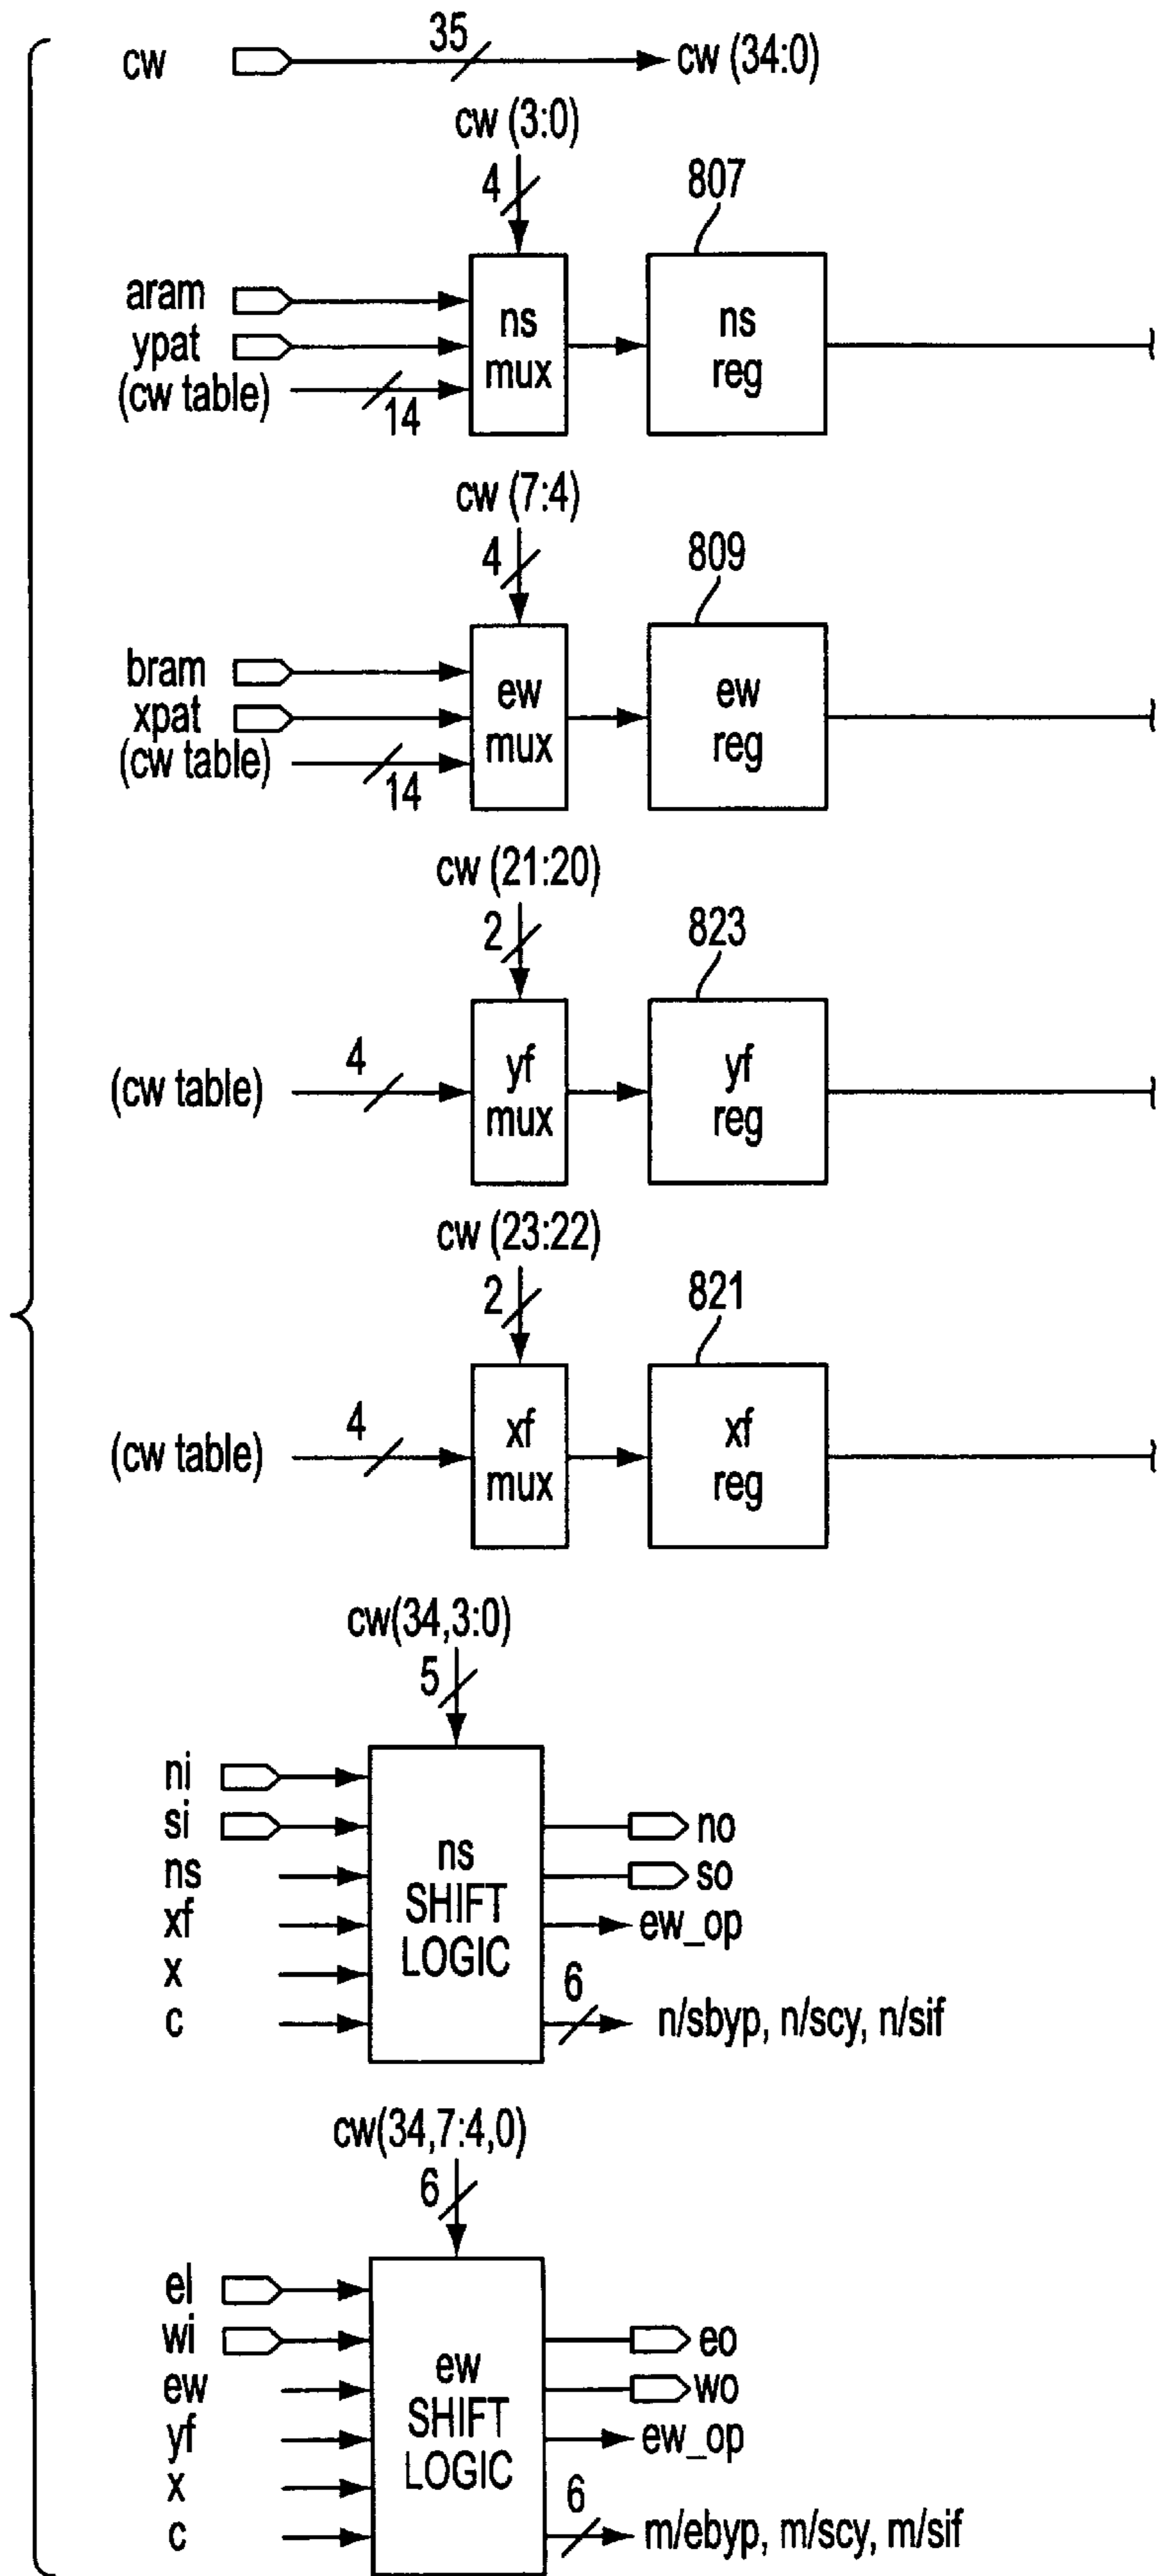 cw 35 cw (34:0)
cw (3:0)
4
807
aram
ypat
(cw table)
14
ns
mux
ns
reg
cw (7:4)
4
809
bram
xpat
(cw table)
14
ew
mux
ew
reg
cw (21:20)
2
823
(cw table)
4
yf
mux
yf
reg
cw (23:22)
2
821
(cw table)
4
xf
mux
xf
reg
cw(34,3:0)
5
ni
si
ns
xf
x
c
ns
SHIFT
LOGIC
no
so
ew_op
6
n/sbyp, n/scy, n/sif
cw(34,7:4,0)
6
el
wi
ew
yf
x
c
ew
SHIFT
LOGIC
eo
wo
ew_op
6
m/ebyp, m/scy, m/sif